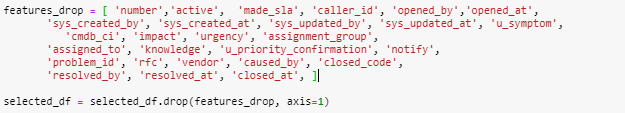 features_drop = [ 'number','active',  'made_sla', 'caller_id', 'opened_by','opened_at',
'sys_created_by', 'sys_created_at', 'sys_updated_by', 'sys_updated_at', 'u_symptom',
'cmdb_ci', 'impact', 'urgency', 'assignment_group',
'assigned_to', 'knowledge', 'u_priority_confirmation', 'notify',
'problem_id', 'rfc', 'vendor', 'caused_by', 'closed_code',
'resolved_by', 'resolved_at', 'closed_at', ]
selected_df = selected_df.drop(features_drop, axis=1)